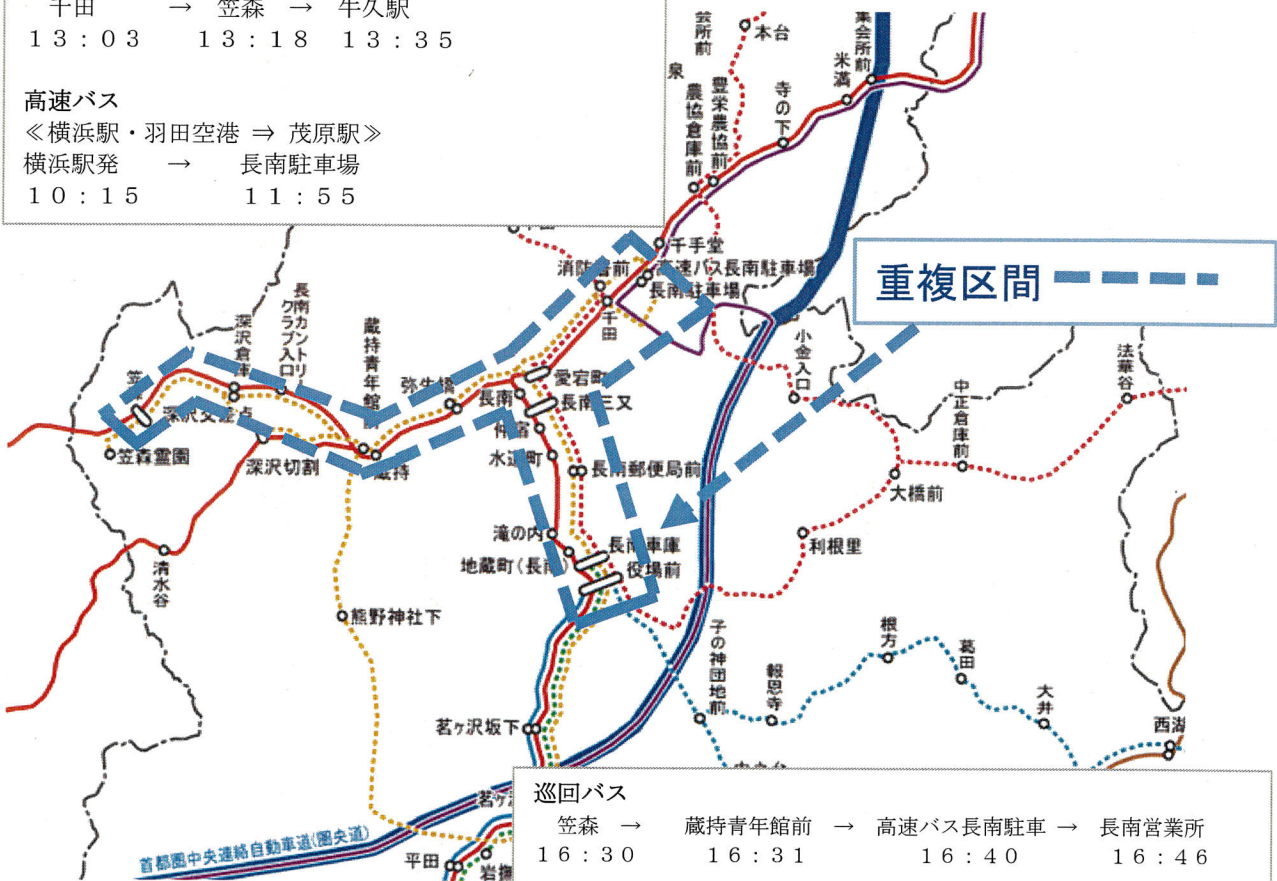 千田 → 笠森 → 牛久駅
13:03 13:18 13:35
高速バス
≪横浜駅・羽田空港 ⇒ 茂原駅≫
横浜駅発 → 長南駐車場
10:15 11:55
会所前
本台
集会所前
米満
泉
農協倉庫前
豊栄農協前
寺の下
千手堂
消防署前
高速バス長南駐車場
長南駐車場
千田
重複区間
小金入口
法華谷
中正倉庫前
大橋前
利根里
長南カントリークラブ入口
深沢倉庫
蔵持青年館
弥生橋
愛宕町
長南
長南三又
仲宿
水道町
長南郵便局前
深沢交差点
笠森霊園
深沢切割
蔵持
滝の内
長南車庫
地蔵町(長南)
役場前
清水谷
熊野神社下
子の神団地前
報恩寺
根方
葛田
大井
西湖
茗ヶ沢坂下
茗ヶ
平田
岩撫
首都圏中央連絡自動車道(圏央道)
巡回バス
笠森 → 蔵持青年館前 → 高速バス長南駐車 → 長南営業所
16:30 16:31 16:40 16:46